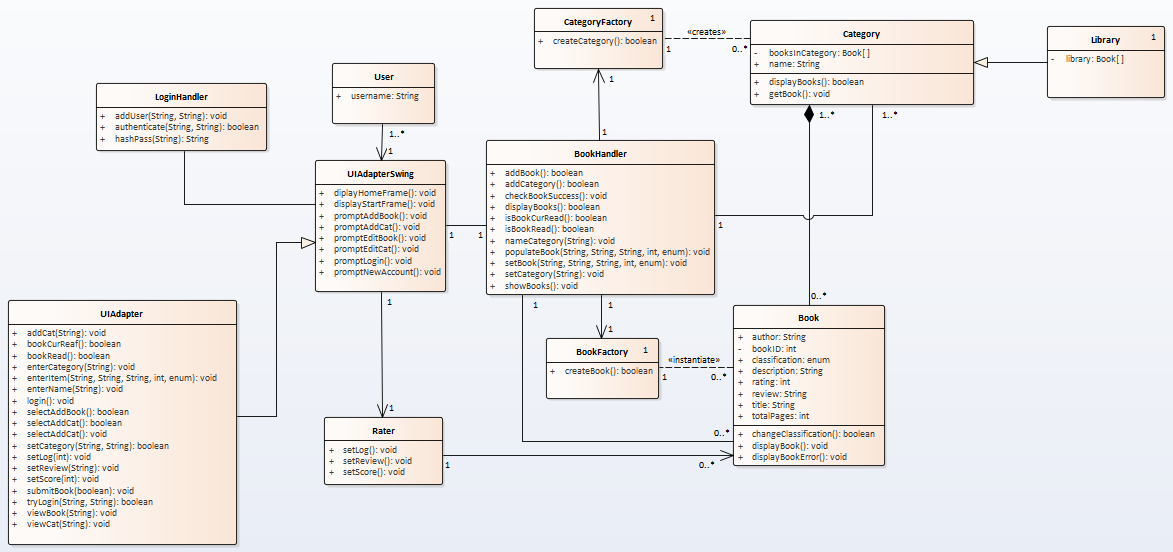 CategoryFactory 1
+ createCategory(): boolean
«creates»
1
0..*
Category
- booksInCategory: Book[]
+ name: String
+ displayBooks(): boolean
+ getBook(): void
Library 1
- library: Book[]
1
1..*
1..*
User
+ username: String
LoginHandler
+ addUser(String, String): void
+ authenticate(String, String): boolean
+ hashPass(String): String
1..*
1
1
BookHandler
+ addBook(): boolean
+ addCategory(): boolean
+ checkBookSuccess(): void
+ displayBooks(): boolean
+ isBookCurRead(): boolean
+ isBookRead(): boolean
+ nameCategory(String): void
+ populateBook(String, String, String, int, enum): void
+ setBook(String, String, String, int, enum): void
+ setCategory(String): void
+ showBooks(): void
UIAdapterSwing
+ diplayHomeFrame(): void
+ displayStartFrame(): void
+ promptAddBook(): void
+ promptAddCat(): void
+ promptEditBook(): void
+ promptEditCat(): void
+ promptLogin(): void
+ promptNewAccount(): void
1
1
1
1
1
1
0..*
UIAdapter
+ addCat(String): void
+ bookCurReaf(): boolean
+ bookRead(): boolean
+ enterCategory(String): void
+ enterItem(String, String, String, int, enum): void
+ enterName(String): void
+ login(): void
+ selectAddBook(): boolean
+ selectAddCat(): boolean
+ selectAddCat(): void
+ setCategory(String, String): boolean
+ setLog(int): void
+ setReview(String): void
+ setScore(int): void
+ submitBook(boolean): void
+ tryLogin(String, String): boolean
+ viewBook(String): void
+ viewCat(String): void
1
BookFactory 1
+ createBook(): boolean
«instantiate»
1
0..*
Book
+ author: String
- bookID: int
+ classification: enum
+ description: String
+ rating: int
+ review: String
+ title: String
+ totalPages: int
+ changeClassification(): boolean
+ displayBook(): void
+ displayBookError(): void
1
Rater
+ setLog(): void
+ setReview(): void
+ setScore(): void
0..*
1
0..*